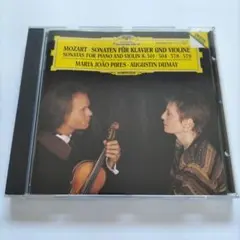 MOZART · SONATEN FÜR KLAVIER UND VIOLINE
SONATAS FOR PIANO AND VIOLIN K. 301 · 304 · 378 · 379
MARIA JOÃO PIRES · AUGUSTIN DUMAY